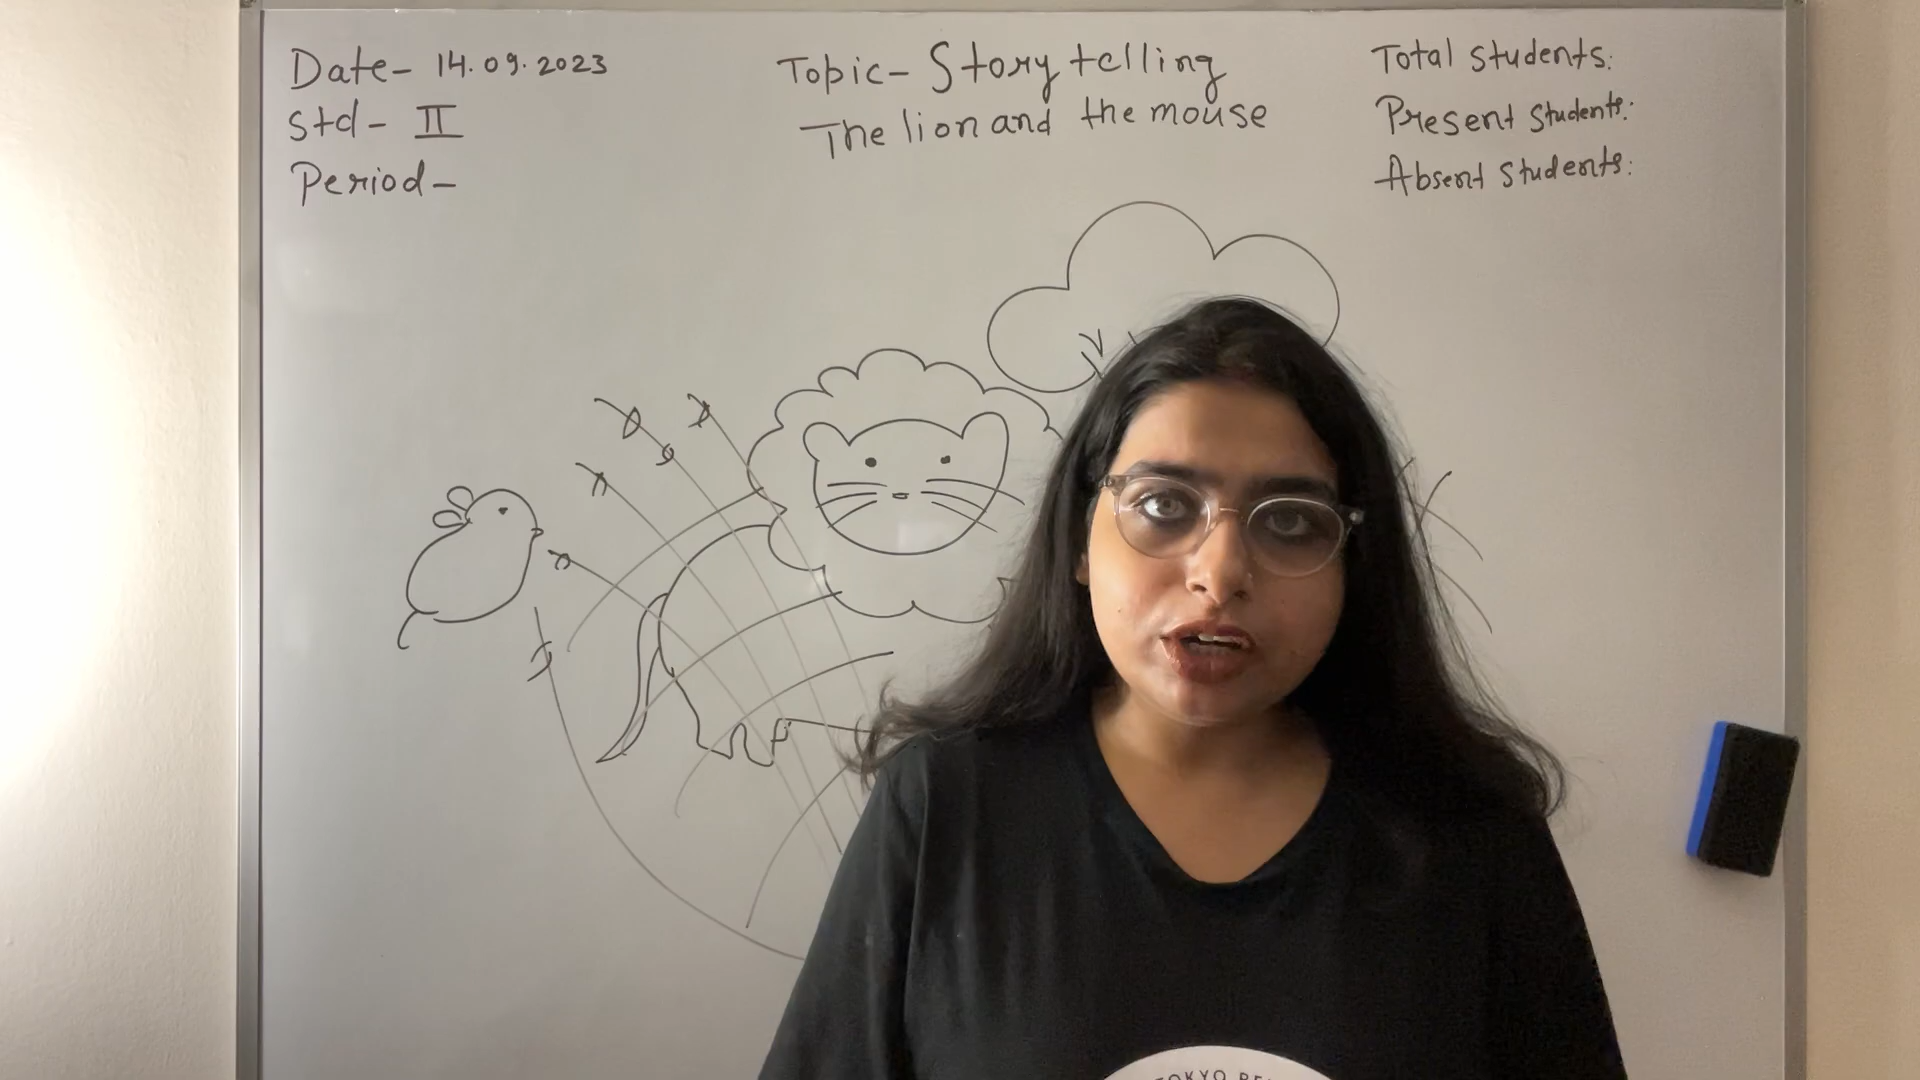 Date- 14.09.2023
Std- II
Period-
Topic- Story telling
The lion and the mouse
Total students:
Present Students:
Absent Students:
TOKYO